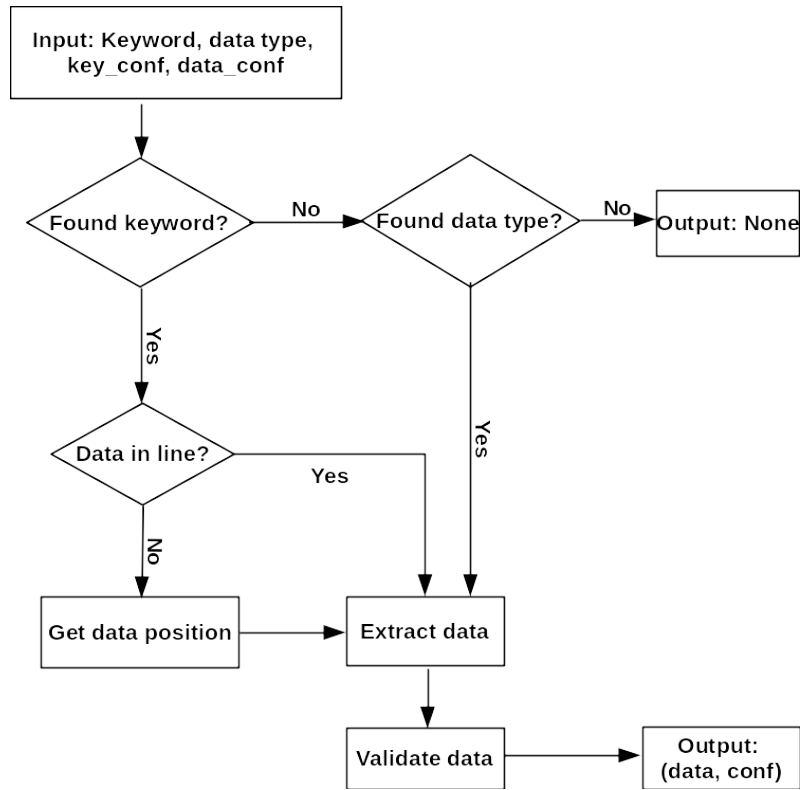 Input: Keyword, data type,
key_conf, data_conf
Found keyword?
No
Found data type?
No
Output: None
Yes
Yes
Data in line?
Yes
No
Get data position
Extract data
Validate data
Output:
(data, conf)